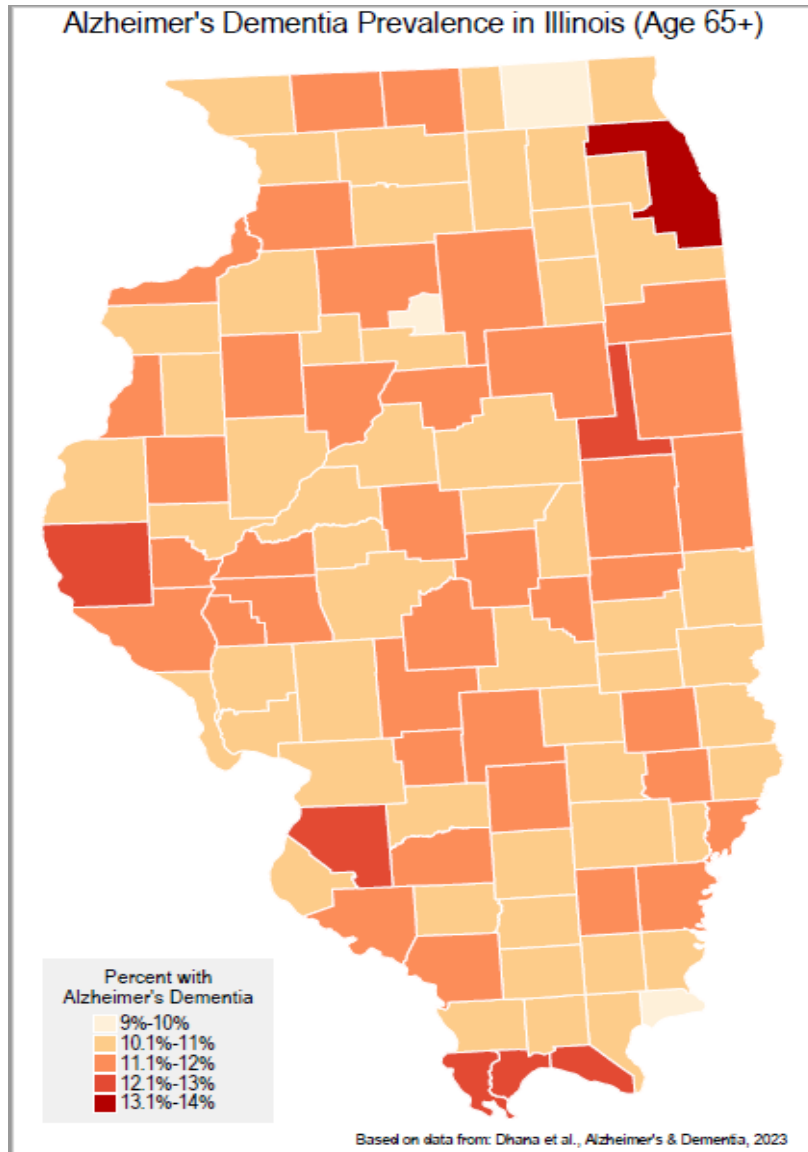 Alzheimer's Dementia Prevalence in Illinois (Age 65+)
Percent with
Alzheimer's Dementia
9%-10%
10.1%-11%
11.1%-12%
12.1%-13%
13.1%-14%
Based on data from: Dhana et al., Alzheimer's & Dementia, 2023